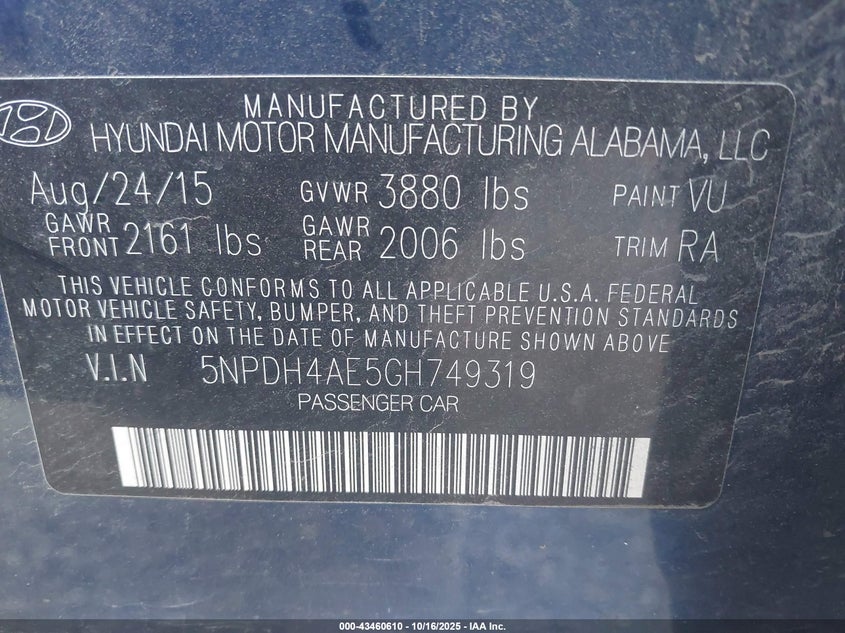 MANUFACTURED BY
HYUNDAI MOTOR MANUFACTURING ALABAMA, LLC
Aug/24/15 GVWR 3880 lbs PAINT VU
GAWR FRONT 2161 lbs GAWR REAR 2006 lbs TRIM RA
THIS VEHICLE CONFORMS TO ALL APPLICABLE U.S.A. FEDERAL
MOTOR VEHICLE SAFETY, BUMPER, AND THEFT PREVENTION STANDARDS
IN EFFECT ON THE DATE OF MANUFACTURE SHOWN ABOVE
V.I.N 5NPDH4AE5GH749319
PASSENGER CAR
000-43460610 - 10/16/2025 - IAA Inc.